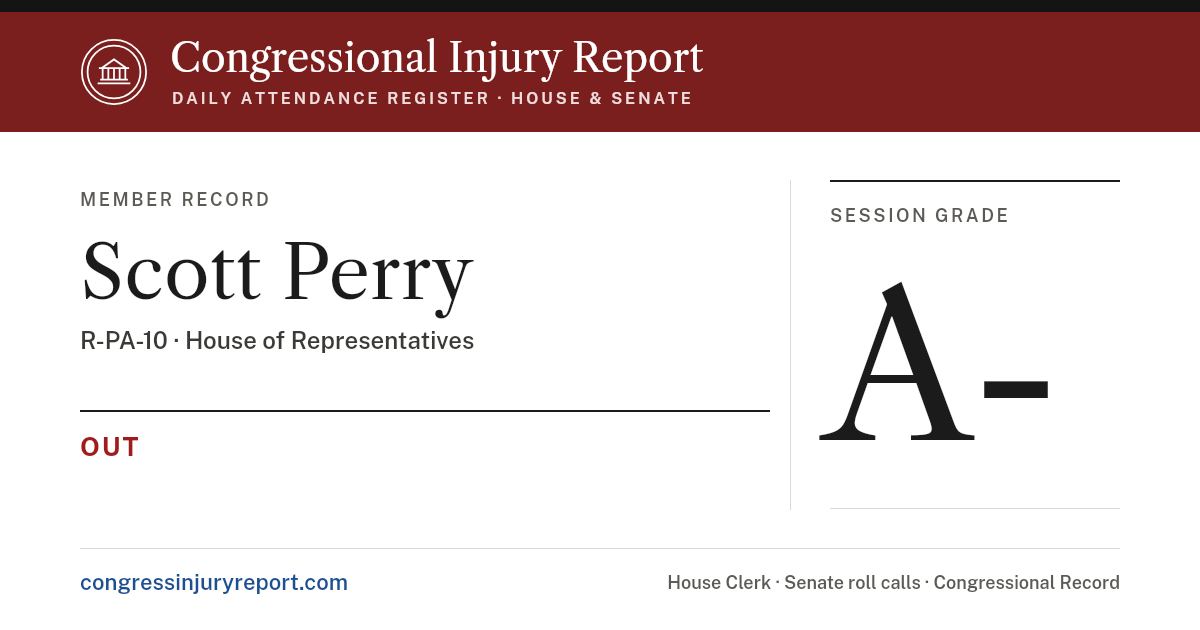 Congressional Injury Report
DAILY ATTENDANCE REGISTER · HOUSE & SENATE
MEMBER RECORD
Scott Perry
R-PA-10 · House of Representatives
OUT
SESSION GRADE
A-
congressinjuryreport.com
House Clerk · Senate roll calls · Congressional Record